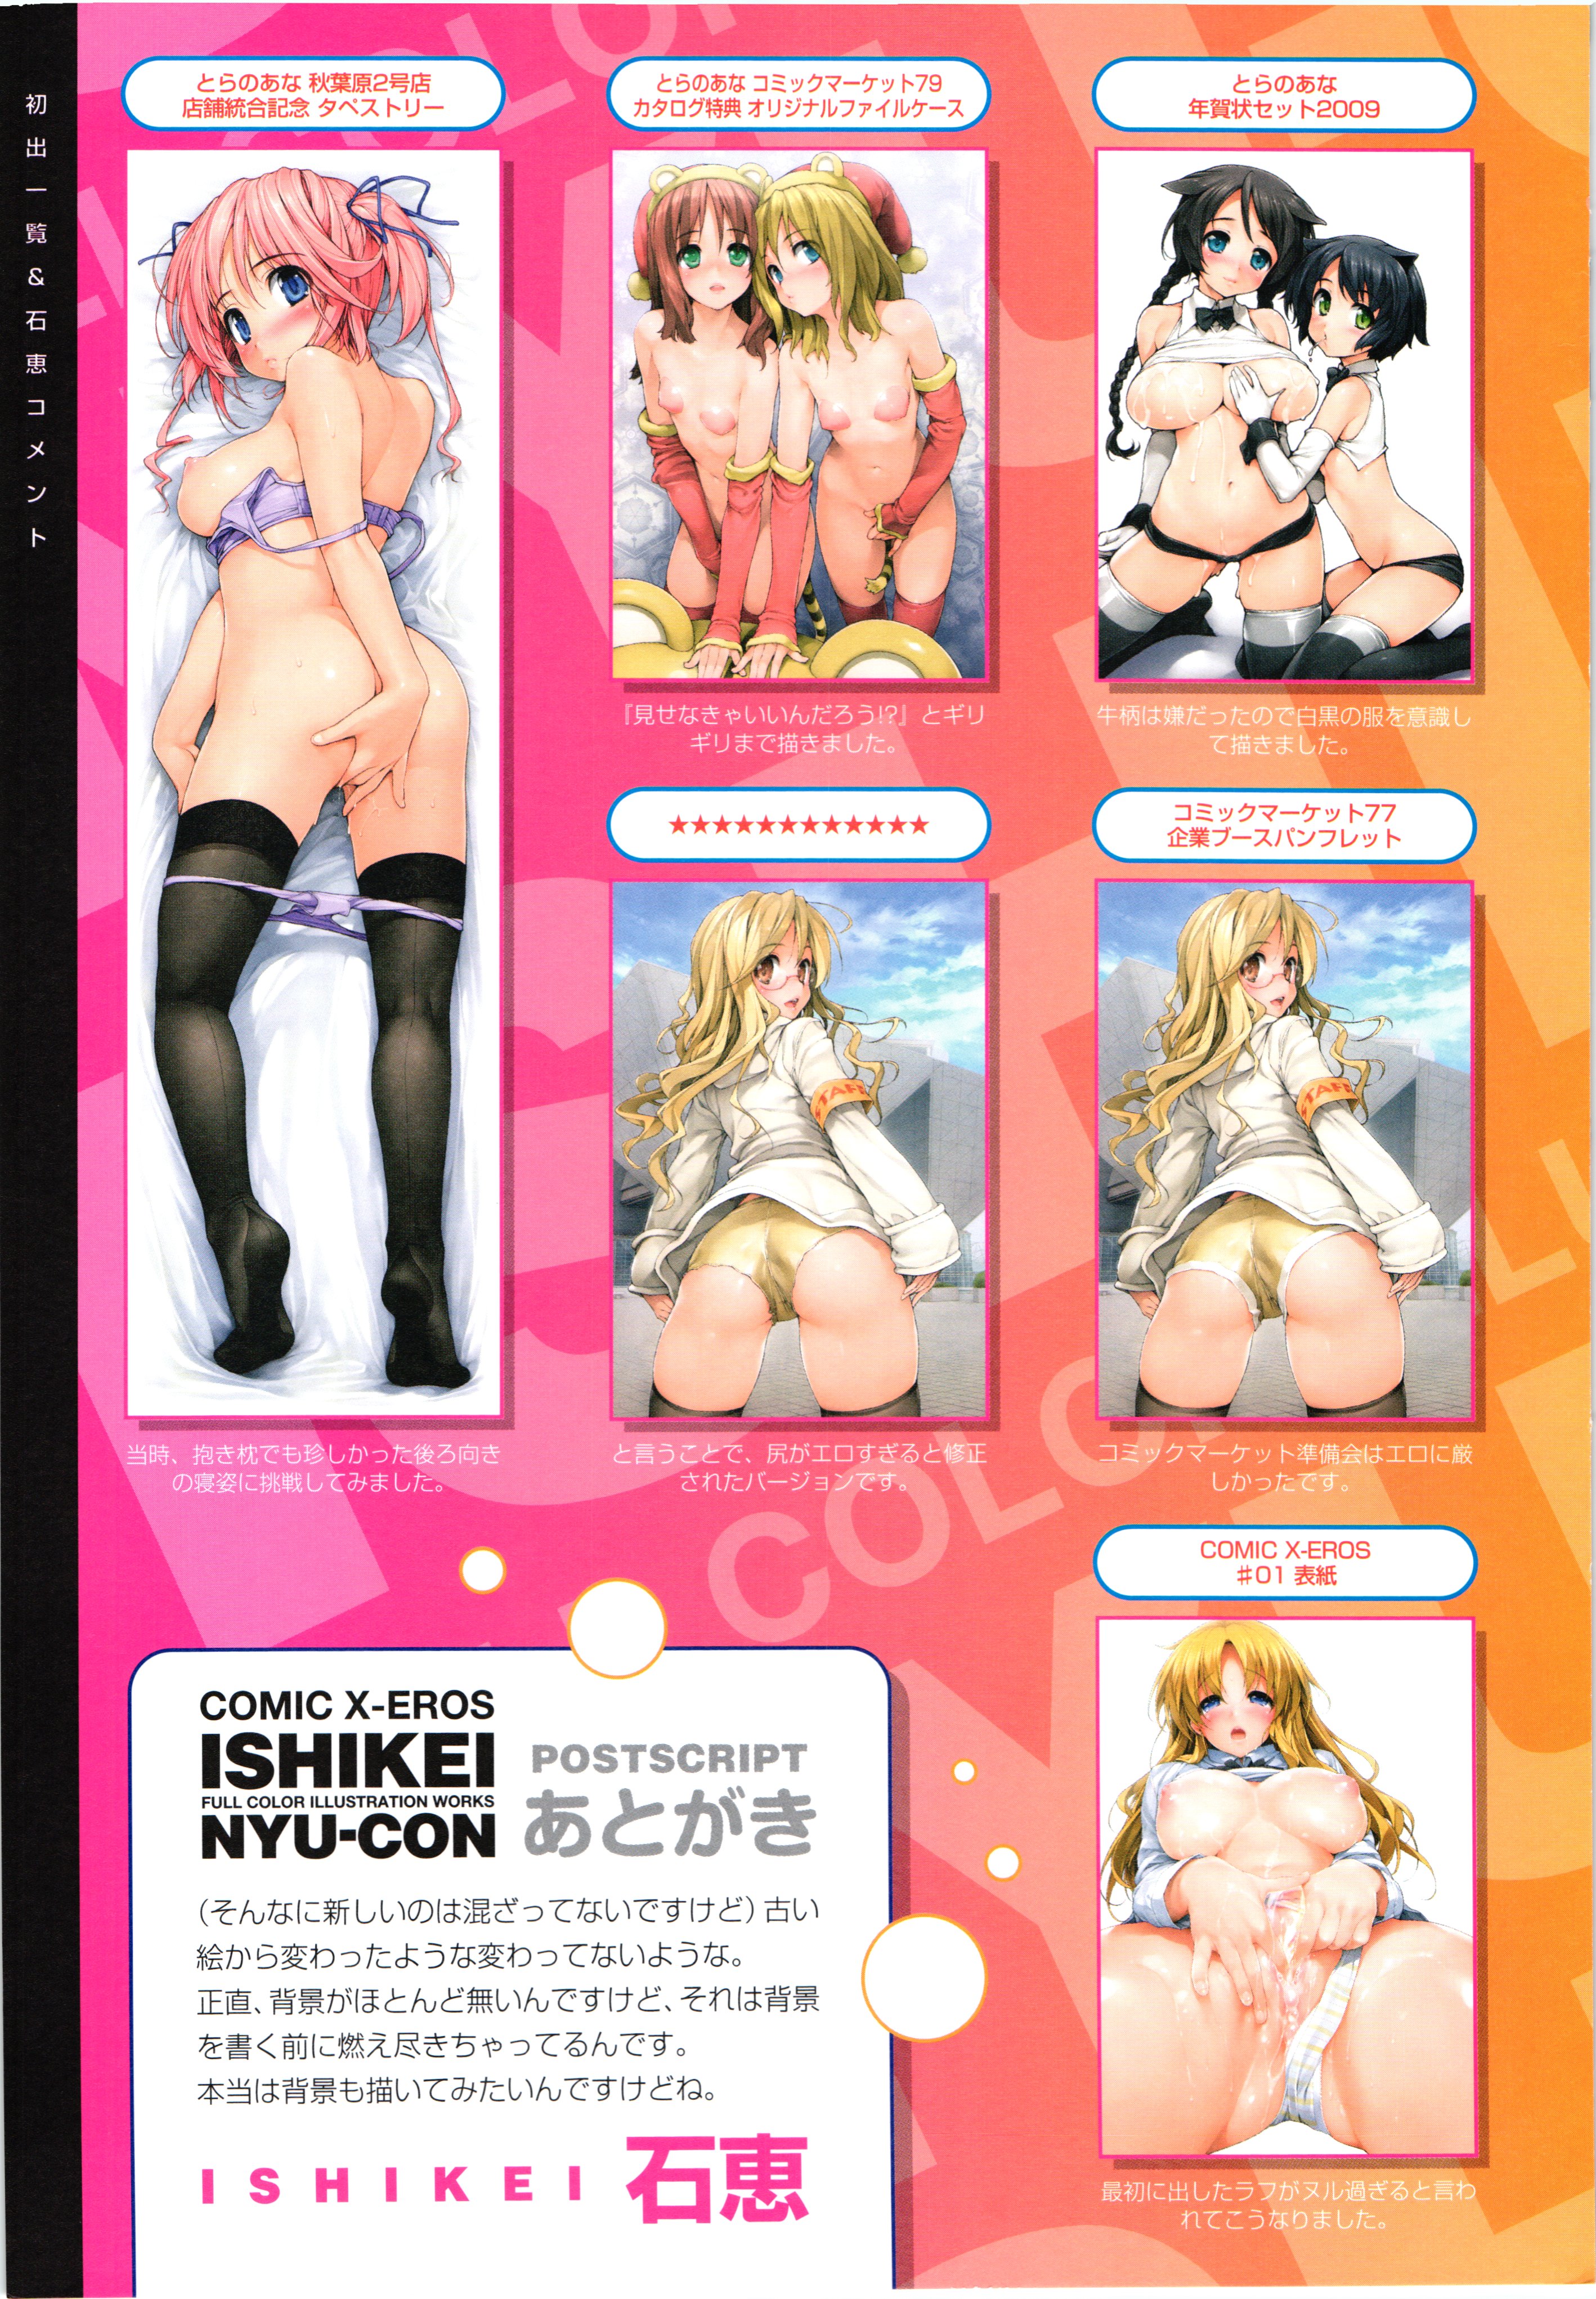 初出一覧&石恵コメント
とらのあな 秋葉原2号店
店舗統合記念 タペストリー
当時、抱き枕でも珍しかった後ろ向き
の寝姿に挑戦してみました。
とらのあな コミックマーケット79
カタログ特典 オリジナルファイルケース
『見せなきゃいいんだろう!?』とギリ
ギリまで描きました。
とらのあな
年賀状セット2009
牛柄は嫌だったので白黒の服を意識し
て描きました。
★★★★★★★★★★★★
STAFF
と言うことで、尻がエロすぎると修正
されたバージョンです。
コミックマーケット77
企業ブースパンフレット
STAFF
コミックマーケット準備会はエロに厳
しかったです。
COMIC X-EROS
♯01 表紙
最初に出したラフがヌル過ぎると言わ
れてこうなりました。
COMIC X-EROS
ISHIKEI
FULL COLOR ILLUSTRATION WORKS
NYU-CON
POSTSCRIPT
あとがき
（そんなに新しいのは混ざってないですけど）古い
絵から変わったような変わってないような。
正直、背景がほとんど無いんですけど、それは背景
を書く前に燃え尽きちゃってるんです。
本当は背景も描いてみたいんですけどね。
ISHIKEI 石恵